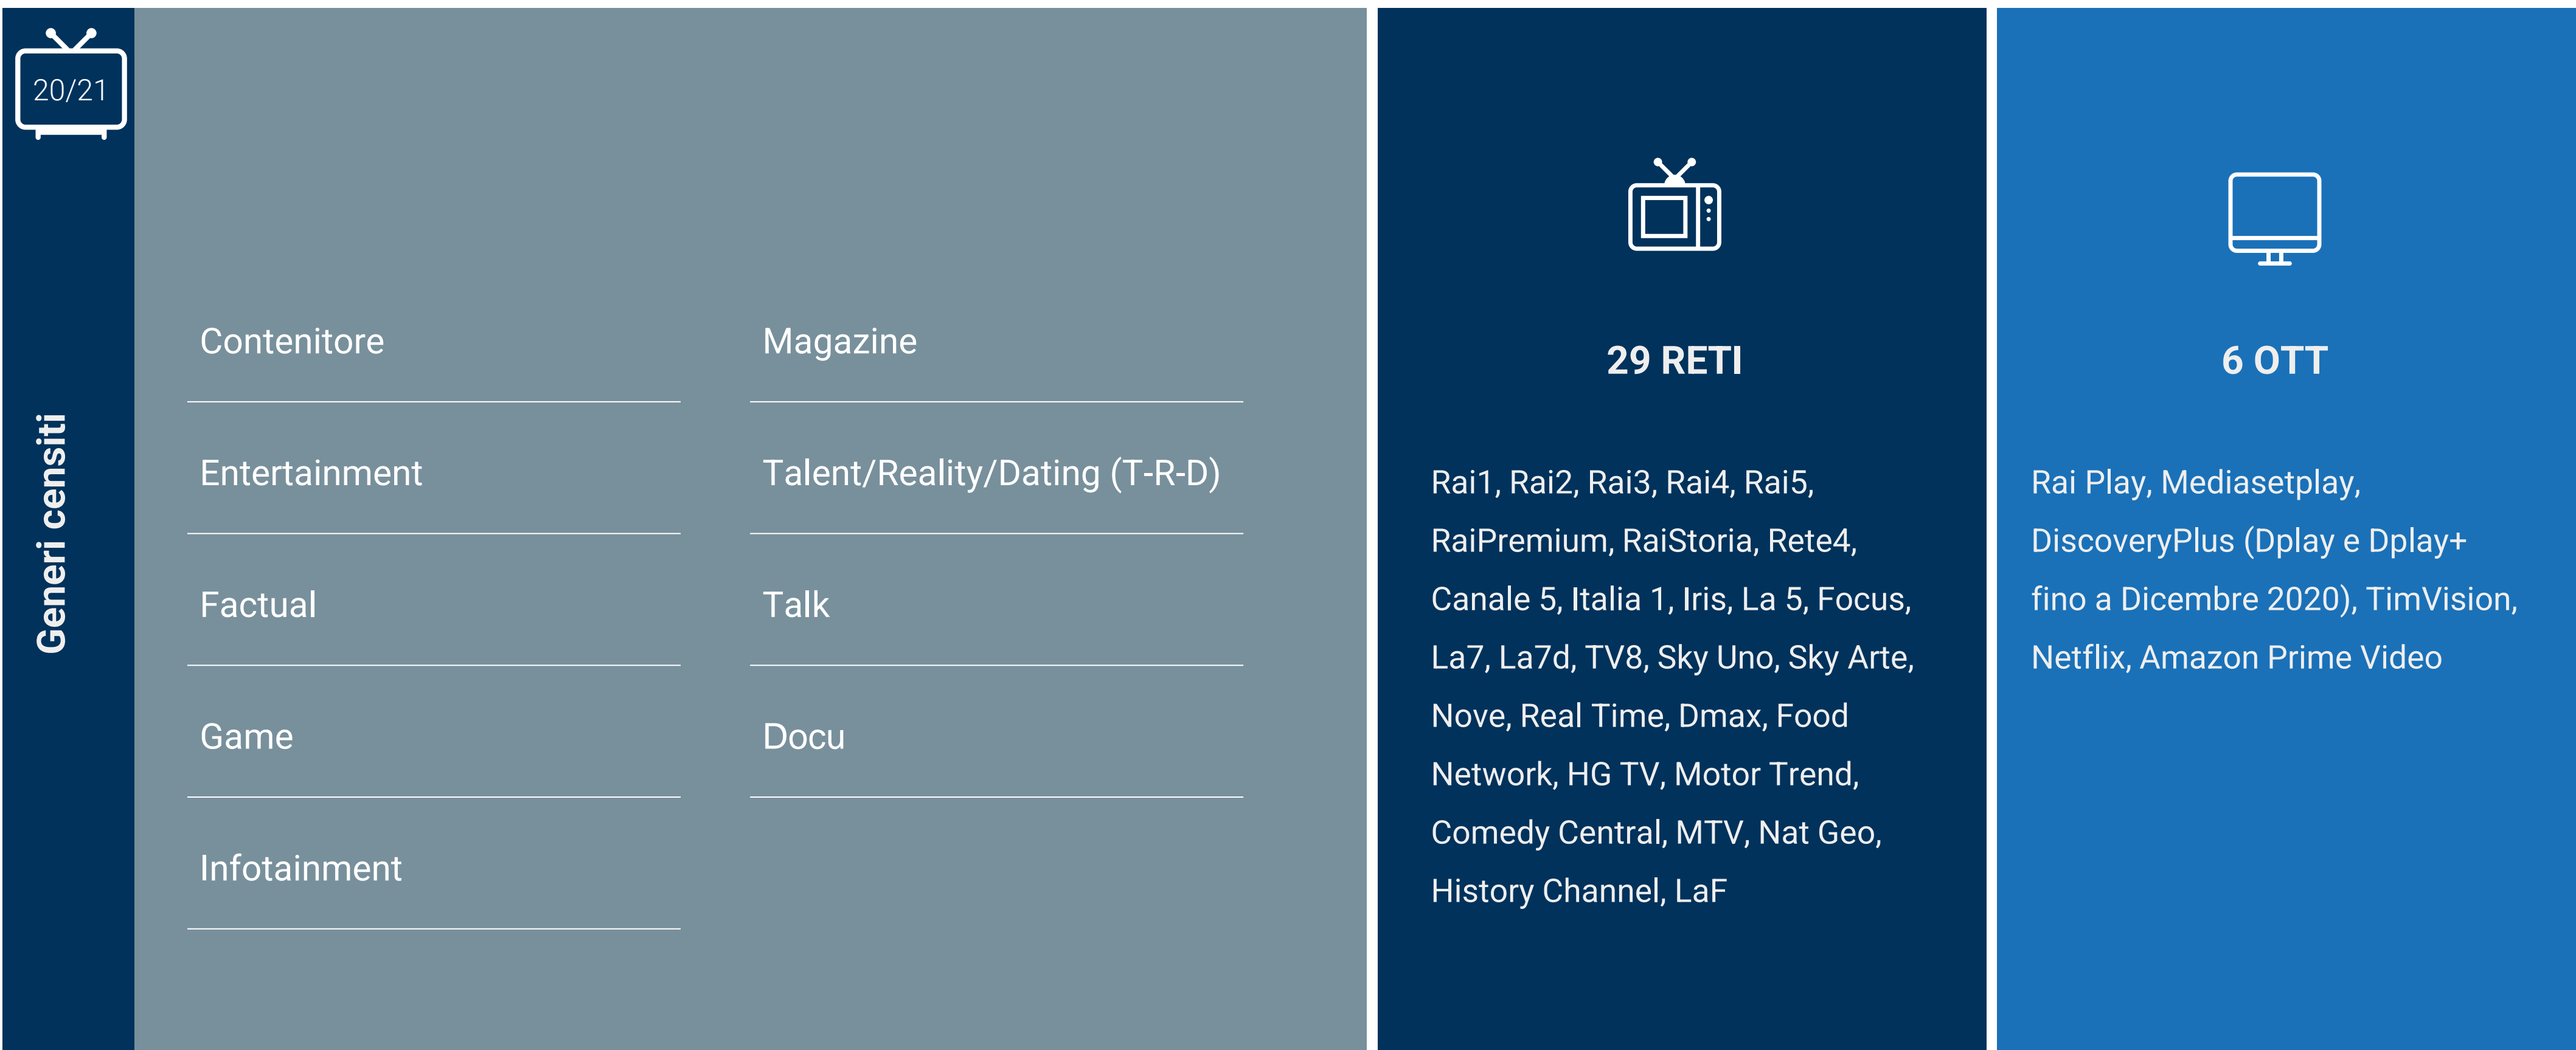 20/21
Generi censiti
Contenitore
Entertainment
Factual
Game
Infotainment
Magazine
Talent/Reality/Dating (T-R-D)
Talk
Docu
29 RETI
Rai1, Rai2, Rai3, Rai4, Rai5,
RaiPremium, RaiStoria, Rete4,
Canale 5, Italia 1, Iris, La 5, Focus,
La7, La7d, TV8, Sky Uno, Sky Arte,
Nove, Real Time, Dmax, Food
Network, HG TV, Motor Trend,
Comedy Central, MTV, Nat Geo,
History Channel, LaF
6 OTT
Rai Play, Mediasetplay,
DiscoveryPlus (Dplay e Dplay+
fino a Dicembre 2020), TimVision,
Netflix, Amazon Prime Video